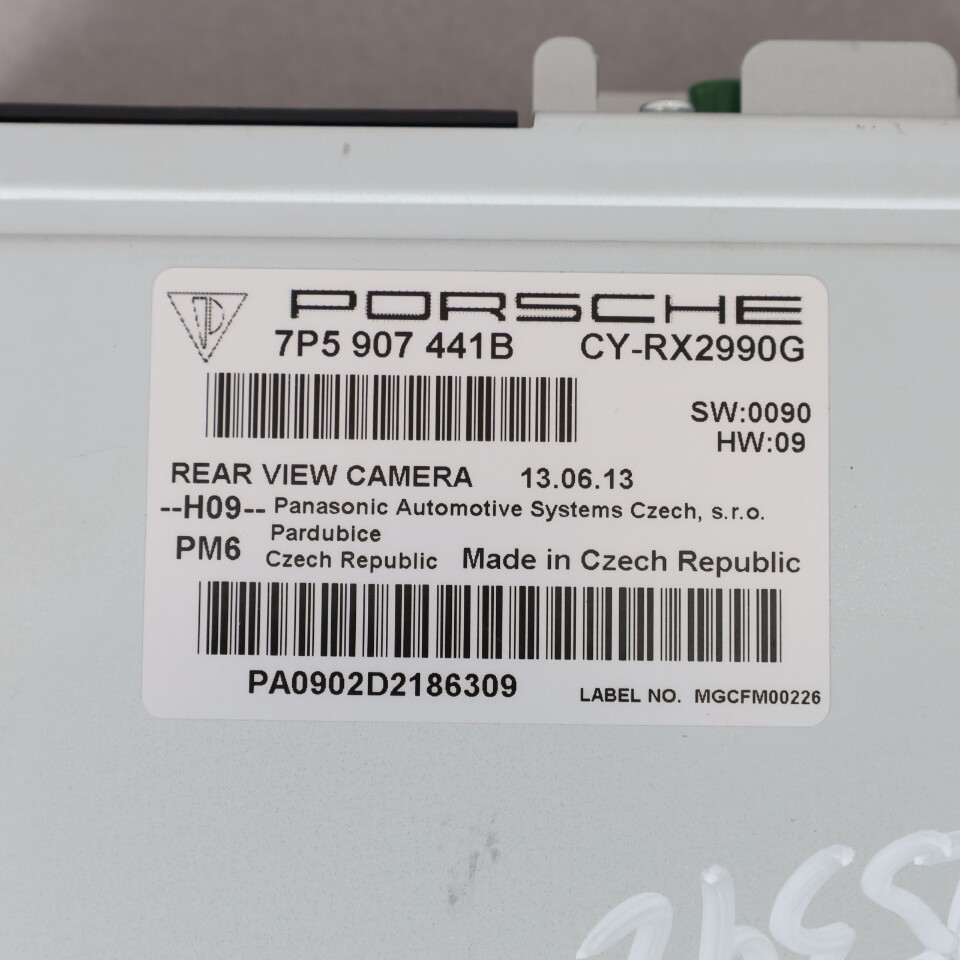 PORSCHE
7P5 907 441B CY-RX2990G
SW:0090
HW:09
REAR VIEW CAMERA 13.06.13
--H09-- Panasonic Automotive Systems Czech, s.r.o.
Pardubice
PM6 Czech Republic Made in Czech Republic
PA0902D2186309 LABEL NO. MGCFM00226